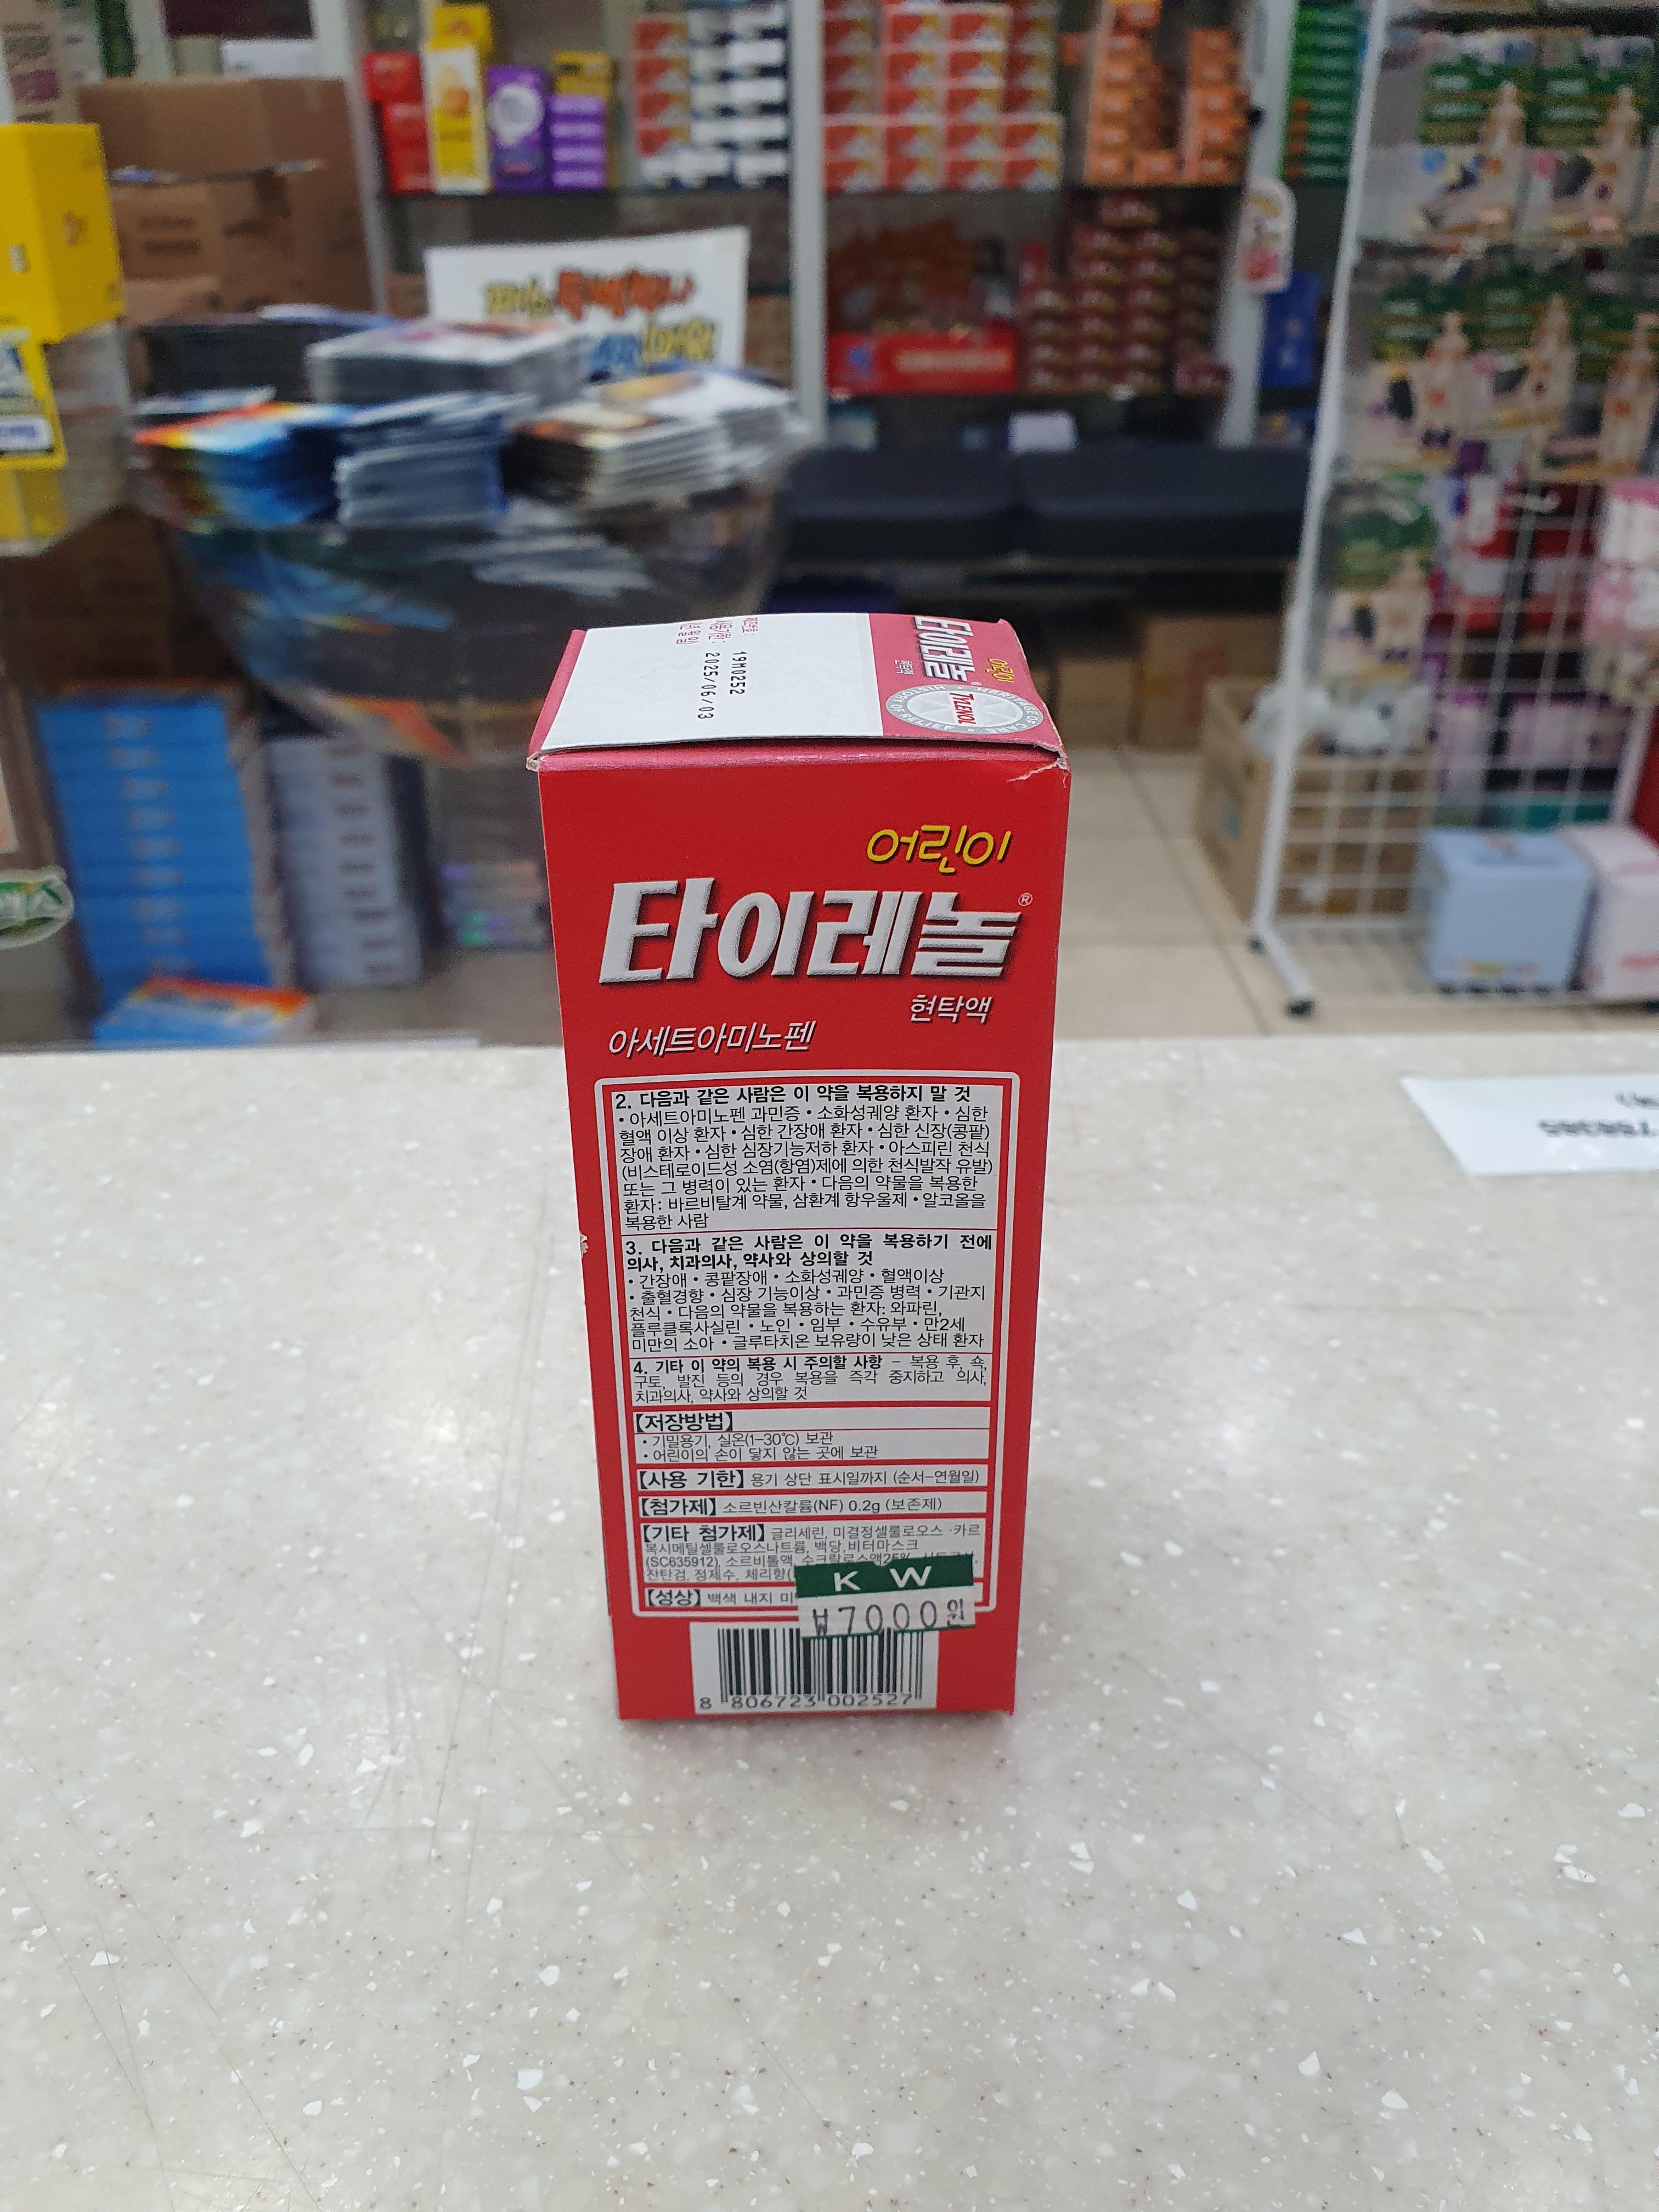 19M0252
2025/06/03
어린이
타이레놀
현탁액
TYLENOL
어린이
타이레놀®
현탁액
아세트아미노펜
2. 다음과 같은 사람은 이 약을 복용하지 말 것
• 아세트아미노펜 과민증 • 소화성궤양 환자 • 심한
혈액 이상 환자 • 심한 간장애 환자 • 심한 신장(콩팥)
장애 환자 • 심한 심장기능저하 환자 • 아스피린 천식
(비스테로이드성 소염(항염)제에 의한 천식발작 유발)
또는 그 병력이 있는 환자 • 다음의 약물을 복용한
환자: 바르비탈계 약물, 삼환계 항우울제 • 알코올을
복용한 사람
3. 다음과 같은 사람은 이 약을 복용하기 전에
의사, 치과의사, 약사와 상의할 것
• 간장애 • 콩팥장애 • 소화성궤양 • 혈액이상
• 출혈경향 • 심장 기능이상 • 과민증 병력 • 기관지
천식 • 다음의 약물을 복용하는 환자: 와파린,
플루클록사실린 • 노인 • 임부 • 수유부 • 만2세
미만의 소아 • 글루타치온 보유량이 낮은 상태 환자
4. 기타 이 약의 복용 시 주의할 사항 - 복용 후, 쇽,
구토, 발진 등의 경우 복용을 즉각 중지하고 의사,
치과의사, 약사와 상의할 것
【저장방법】
• 기밀용기, 실온(1-30℃) 보관
• 어린이의 손이 닿지 않는 곳에 보관
【사용 기한】 용기 상단 표시일까지 (순서-연월일)
【첨가제】 소르빈산칼륨(NF) 0.2g (보존제)
【기타 첨가제】 글리세린, 미결정셀룰로오스·카르
복시메틸셀룰로오스나트륨, 백당, 비터마스크
(SC635912), 소르비톨액, 수크랄로스액25%,
잔탄검, 정제수, 체리향(
【성상】 백색 내지 미
K W
₩7000원
8 806723 002527